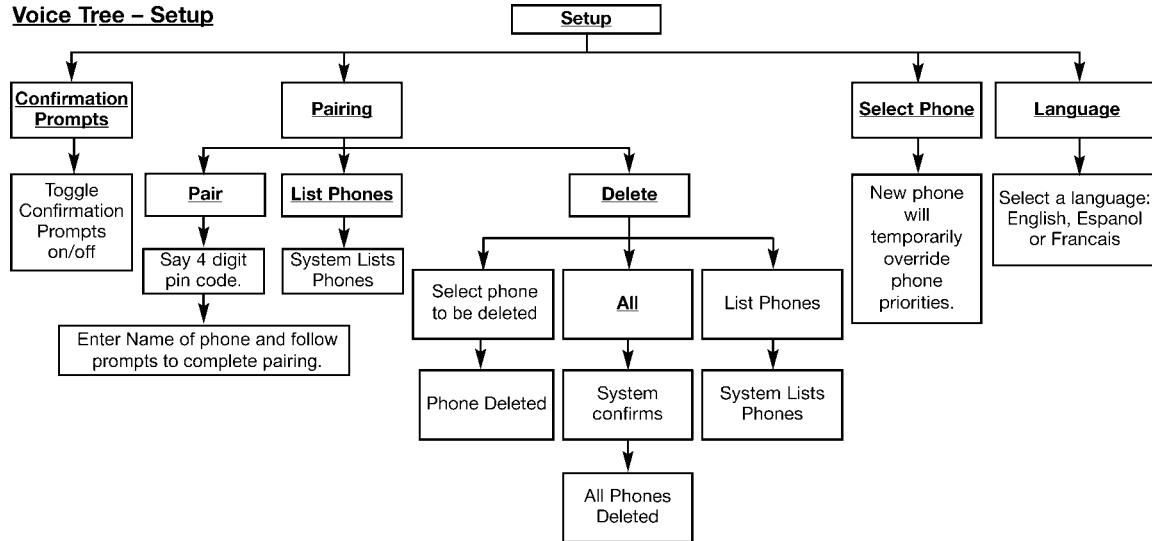 Voice Tree – Setup
Setup
Confirmation
Prompts
Pairing
Select Phone
Language
Toggle
Confirmation
Prompts
on/off
Pair
List Phones
Delete
New phone
will
temporarily
override
phone
priorities.
Select a language:
English, Espanol
or Francais
Say 4 digit
pin code.
System Lists
Phones
Select phone
to be deleted
All
List Phones
Enter Name of phone and follow
prompts to complete pairing.
Phone Deleted
System
confirms
System Lists
Phones
All Phones
Deleted